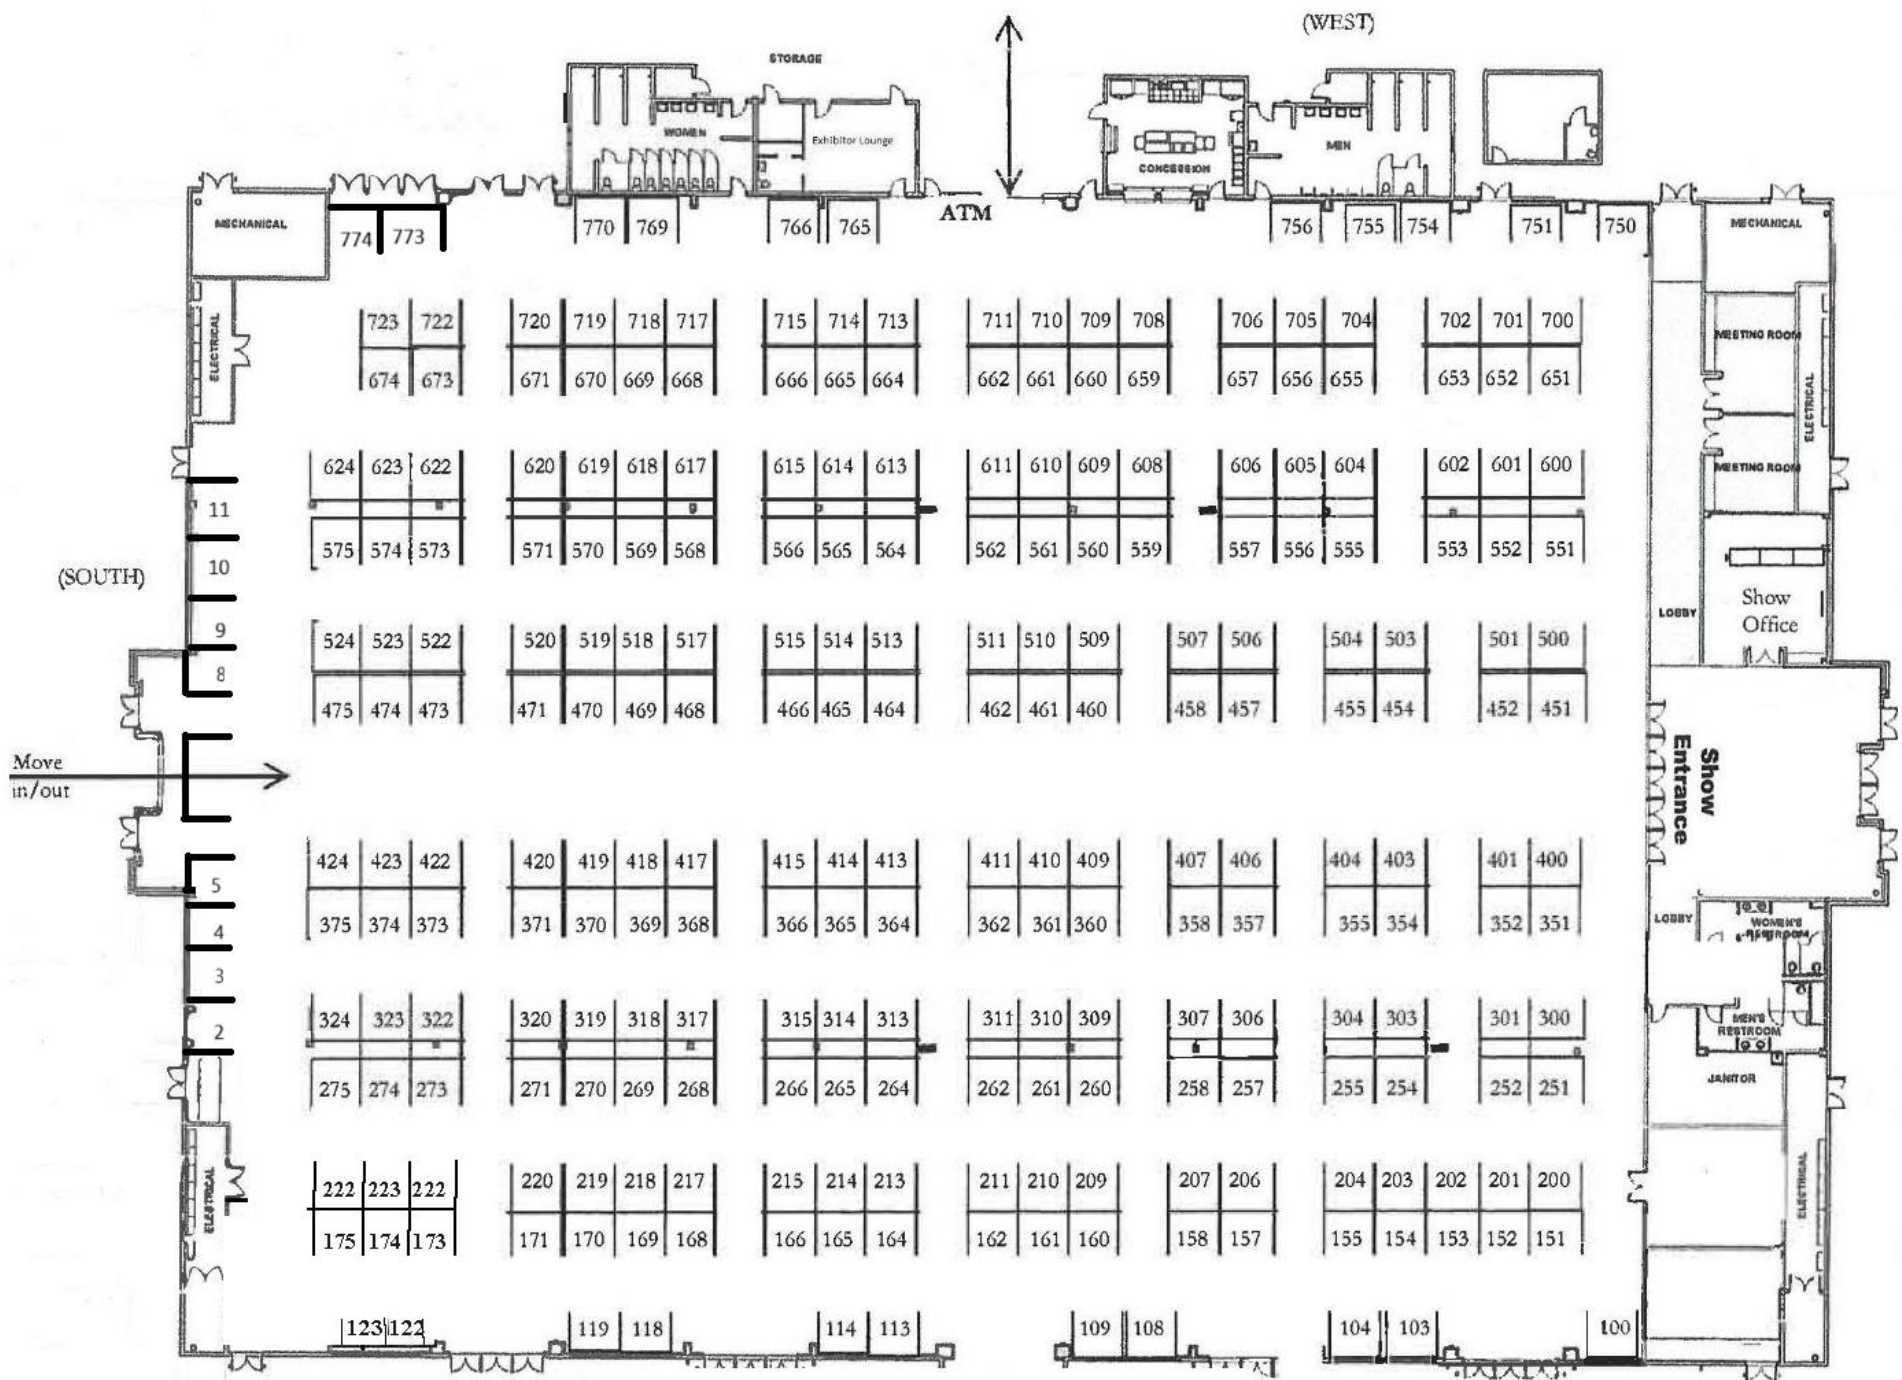 (WEST)
STORAGE
WOMEN
Exhibitor Lounge
CONCESSION
MEN
ATM
MECHANICAL
774 773 770 769 766 765 756 755 754 751 750
MECHANICAL
ELECTRICAL
723 722 720 719 718 717 715 714 713 711 710 709 708 706 705 704 702 701 700
MEETING ROOM
674 673 671 670 669 668 666 665 664 662 661 660 659 657 656 655 653 652 651
ELECTRICAL
624 623 622 620 619 618 617 615 614 613 611 610 609 608 606 605 604 602 601 600
MEETING ROOM
11
575 574 573 571 570 569 568 566 565 564 562 561 560 559 557 556 555 553 552 551
10
(SOUTH)
Show
Office
LOBBY
9
524 523 522 520 519 518 517 515 514 513 511 510 509 507 506 504 503 501 500
8
475 474 473 471 470 469 468 466 465 464 462 461 460 458 457 455 454 452 451
Move
in/out
Show
Entrance
424 423 422 420 419 418 417 415 414 413 411 410 409 407 406 404 403 401 400
5
375 374 373 371 370 369 368 366 365 364 362 361 360 358 357 355 354 352 351
4
LOBBY
WOMEN'S
RESTROOM
3
324 323 322 320 319 318 317 315 314 313 311 310 309 307 306 304 303 301 300
2
MEN'S
RESTROOM
275 274 273 271 270 269 268 266 265 264 262 261 260 258 257 255 254 252 251
JANITOR
ELECTRICAL
222 223 222 220 219 218 217 215 214 213 211 210 209 207 206 204 203 202 201 200
175 174 173 171 170 169 168 166 165 164 162 161 160 158 157 155 154 153 152 151
ELECTRICAL
123 122 119 118 114 113 109 108 104 103 100